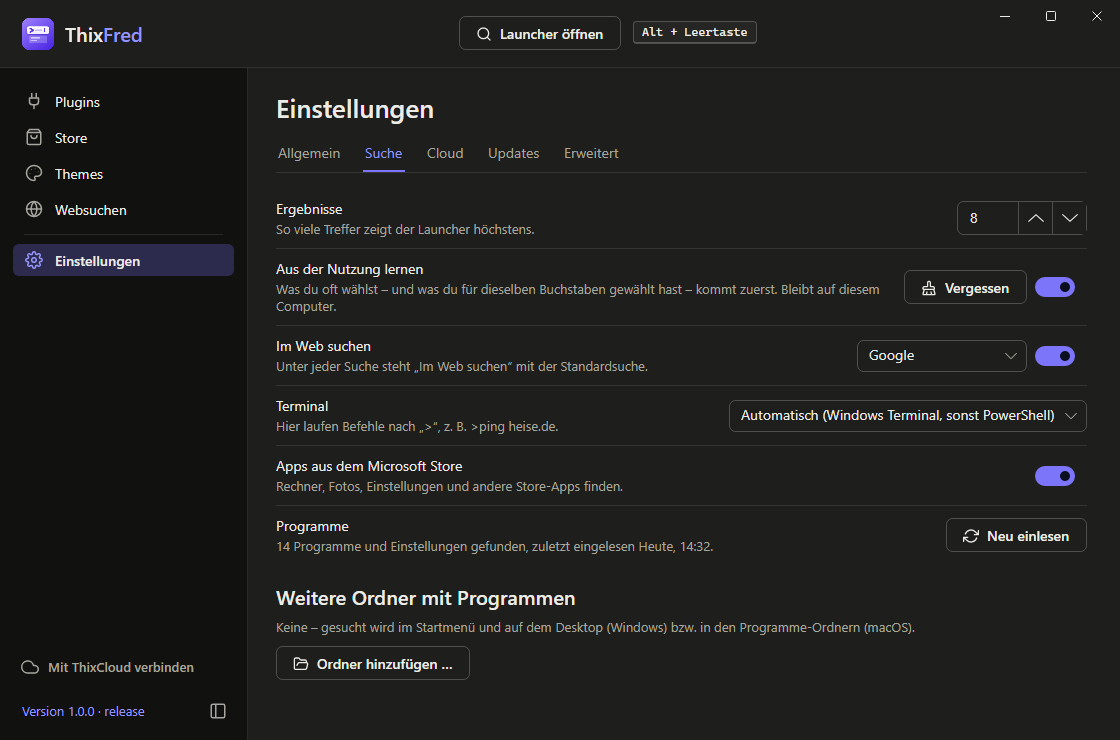 ThixFred
Launcher öffnen
Alt + Leertaste
Plugins
Store
Themes
Websuchen
Einstellungen
Mit ThixCloud verbinden
Version 1.0.0 · release
Einstellungen
Allgemein Suche Cloud Updates Erweitert
Ergebnisse
So viele Treffer zeigt der Launcher höchstens.
8
Aus der Nutzung lernen
Was du oft wählst – und was du für dieselben Buchstaben gewählt hast – kommt zuerst. Bleibt auf diesem
Computer.
Vergessen
Im Web suchen
Unter jeder Suche steht „Im Web suchen“ mit der Standardsuche.
Google
Terminal
Hier laufen Befehle nach „>“, z. B. >ping heise.de.
Automatisch (Windows Terminal, sonst PowerShell)
Apps aus dem Microsoft Store
Rechner, Fotos, Einstellungen und andere Store-Apps finden.
Programme
14 Programme und Einstellungen gefunden, zuletzt eingelesen Heute, 14:32.
Neu einlesen
Weitere Ordner mit Programmen
Keine – gesucht wird im Startmenü und auf dem Desktop (Windows) bzw. in den Programme-Ordnern (macOS).
Ordner hinzufügen ...